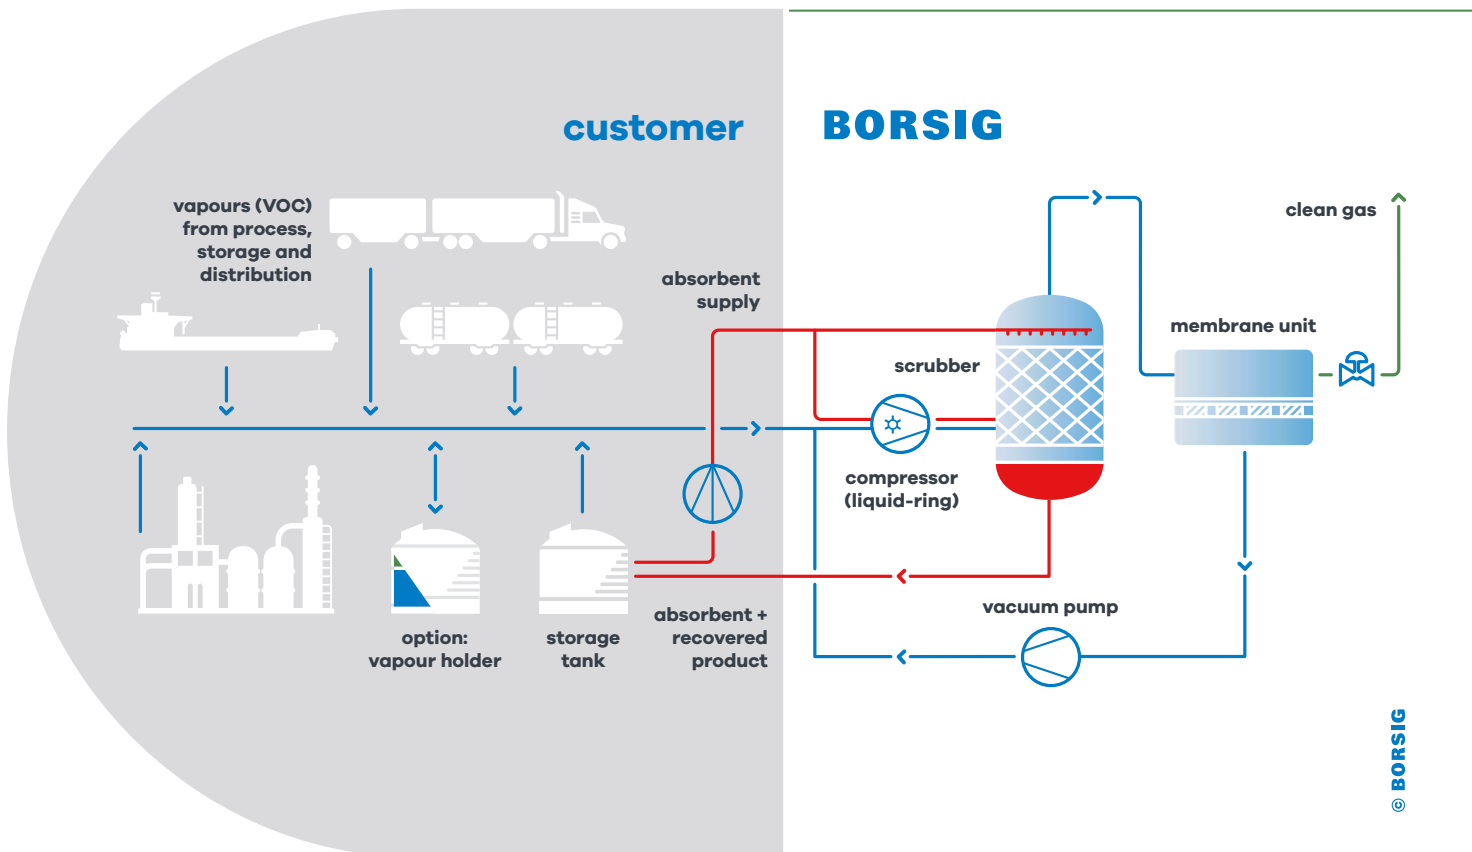 customer
BORSIG
vapours (VOC)
from process,
storage and
distribution
absorbent
supply
clean gas
membrane unit
scrubber
compressor
(liquid-ring)
vacuum pump
absorbent +
recovered
product
option:
vapour holder
storage
tank
© BORSIG